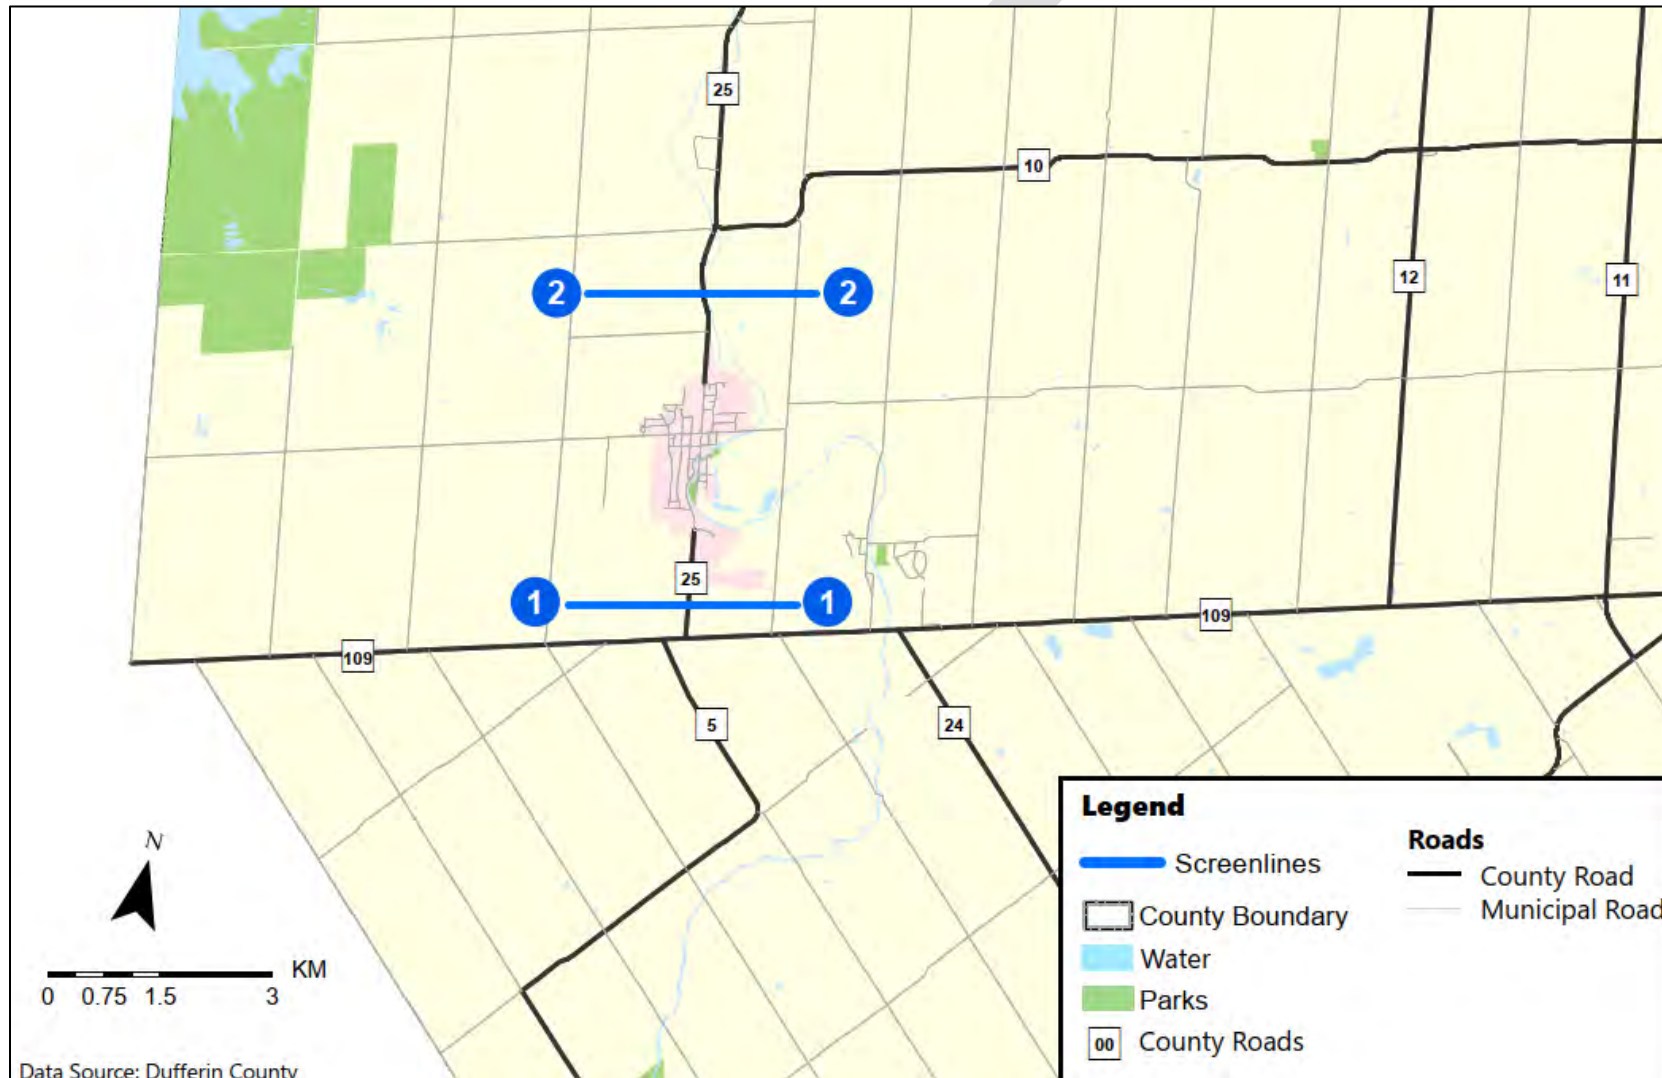 25
10
12
11
2
2
25
1
1
109
109
5
24
N
KM
0 0.75 1.5 3
Data Source: Dufferin County
Legend
Screenlines
County Boundary
Water
Parks
00 County Roads
Roads
County Road
Municipal Road